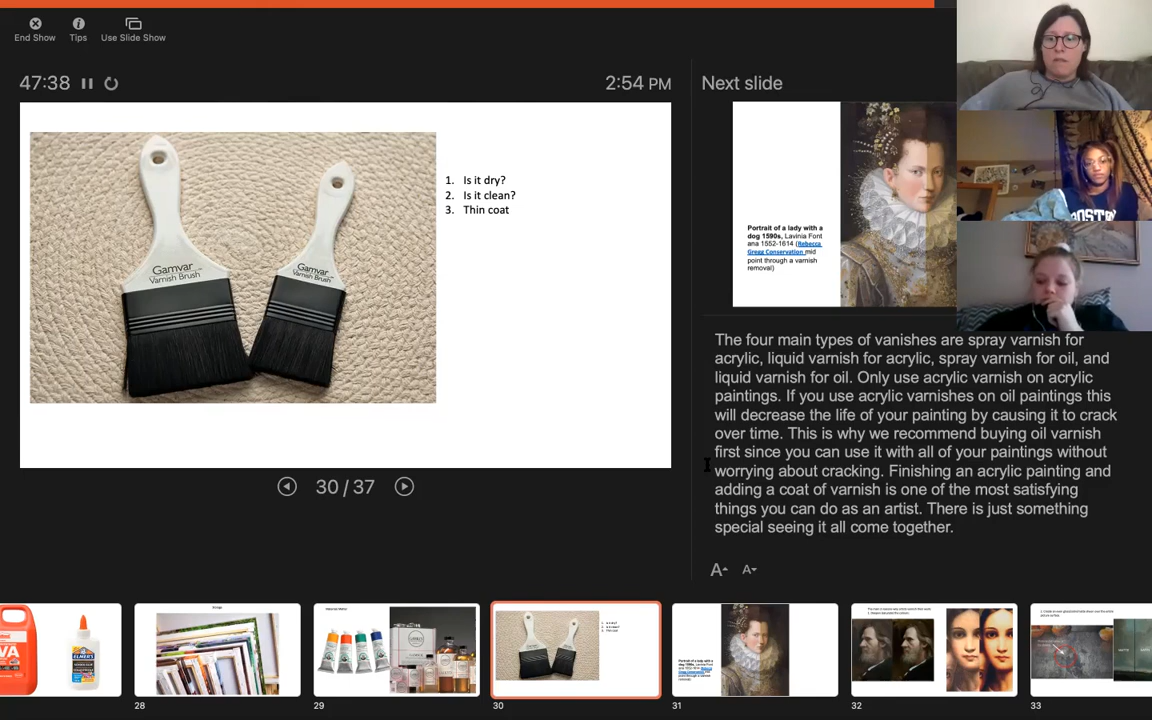 End Show
Tips
Use Slide Show
47:38
2:54 PM
Next slide
Gamvar
Varnish Brush
Gamvar
Varnish Brush
1. Is it dry?
2. Is it clean?
3. Thin coat
Portrait of a lady with a
dog 1590s, Lavinia Font
ana 1552-1614 (Rebecca
Gregg Conservation mid
point through a varnish
removal)
30 / 37
The four main types of vanishes are spray varnish for
acrylic, liquid varnish for acrylic, spray varnish for oil, and
liquid varnish for oil. Only use acrylic varnish on acrylic
paintings. If you use acrylic varnishes on oil paintings this
will decrease the life of your painting by causing it to crack
over time. This is why we recommend buying oil varnish
first since you can use it with all of your paintings without
worrying about cracking. Finishing an acrylic painting and
adding a coat of varnish is one of the most satisfying
things you can do as an artist. There is just something
special seeing it all come together.
A
A
VA
ELMER'S
28
29
30
31
32
33